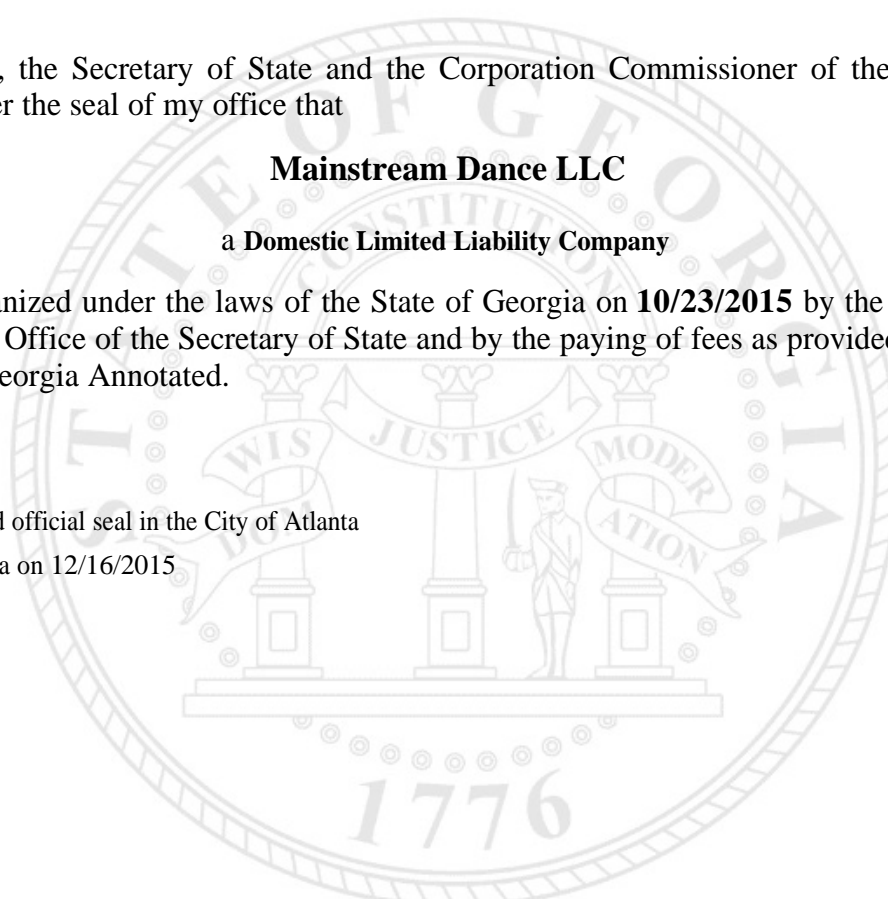 , the Secretary of State and the Corporation Commissioner of the
er the seal of my office that
Mainstream Dance LLC
a Domestic Limited Liability Company
anized under the laws of the State of Georgia on 10/23/2015 by the
Office of the Secretary of State and by the paying of fees as provided
eorgia Annotated.
d official seal in the City of Atlanta
a on 12/16/2015
STATE OF GEORGIA
CONSTITUTION
WISDOM
JUSTICE
MODERATION
1776